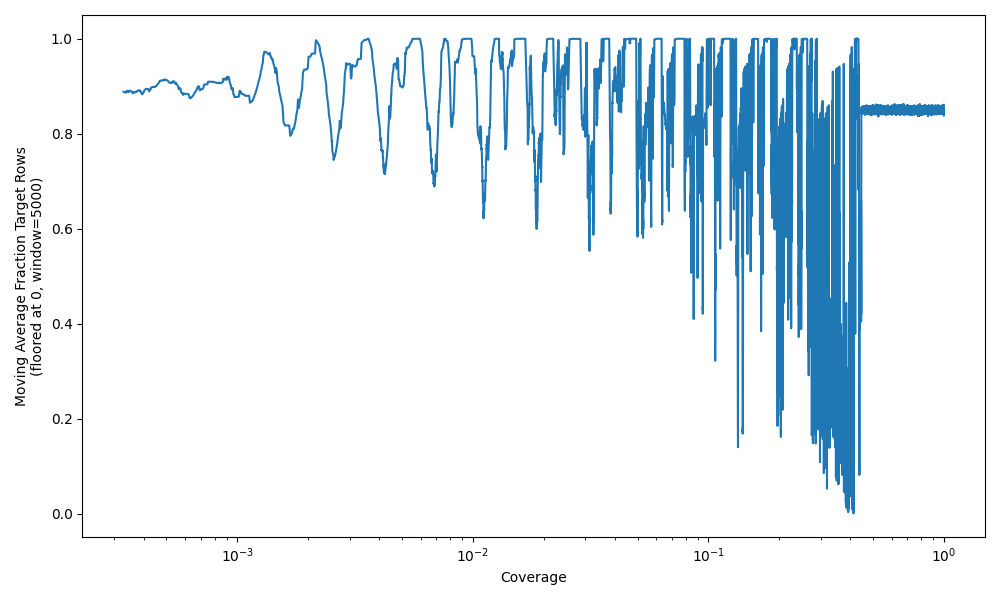 1.0
0.8
0.6
0.4
0.2
0.0
Moving Average Fraction Target Rows
(floored at 0, window=5000)
10⁻³ 10⁻² 10⁻¹ 10⁰
Coverage